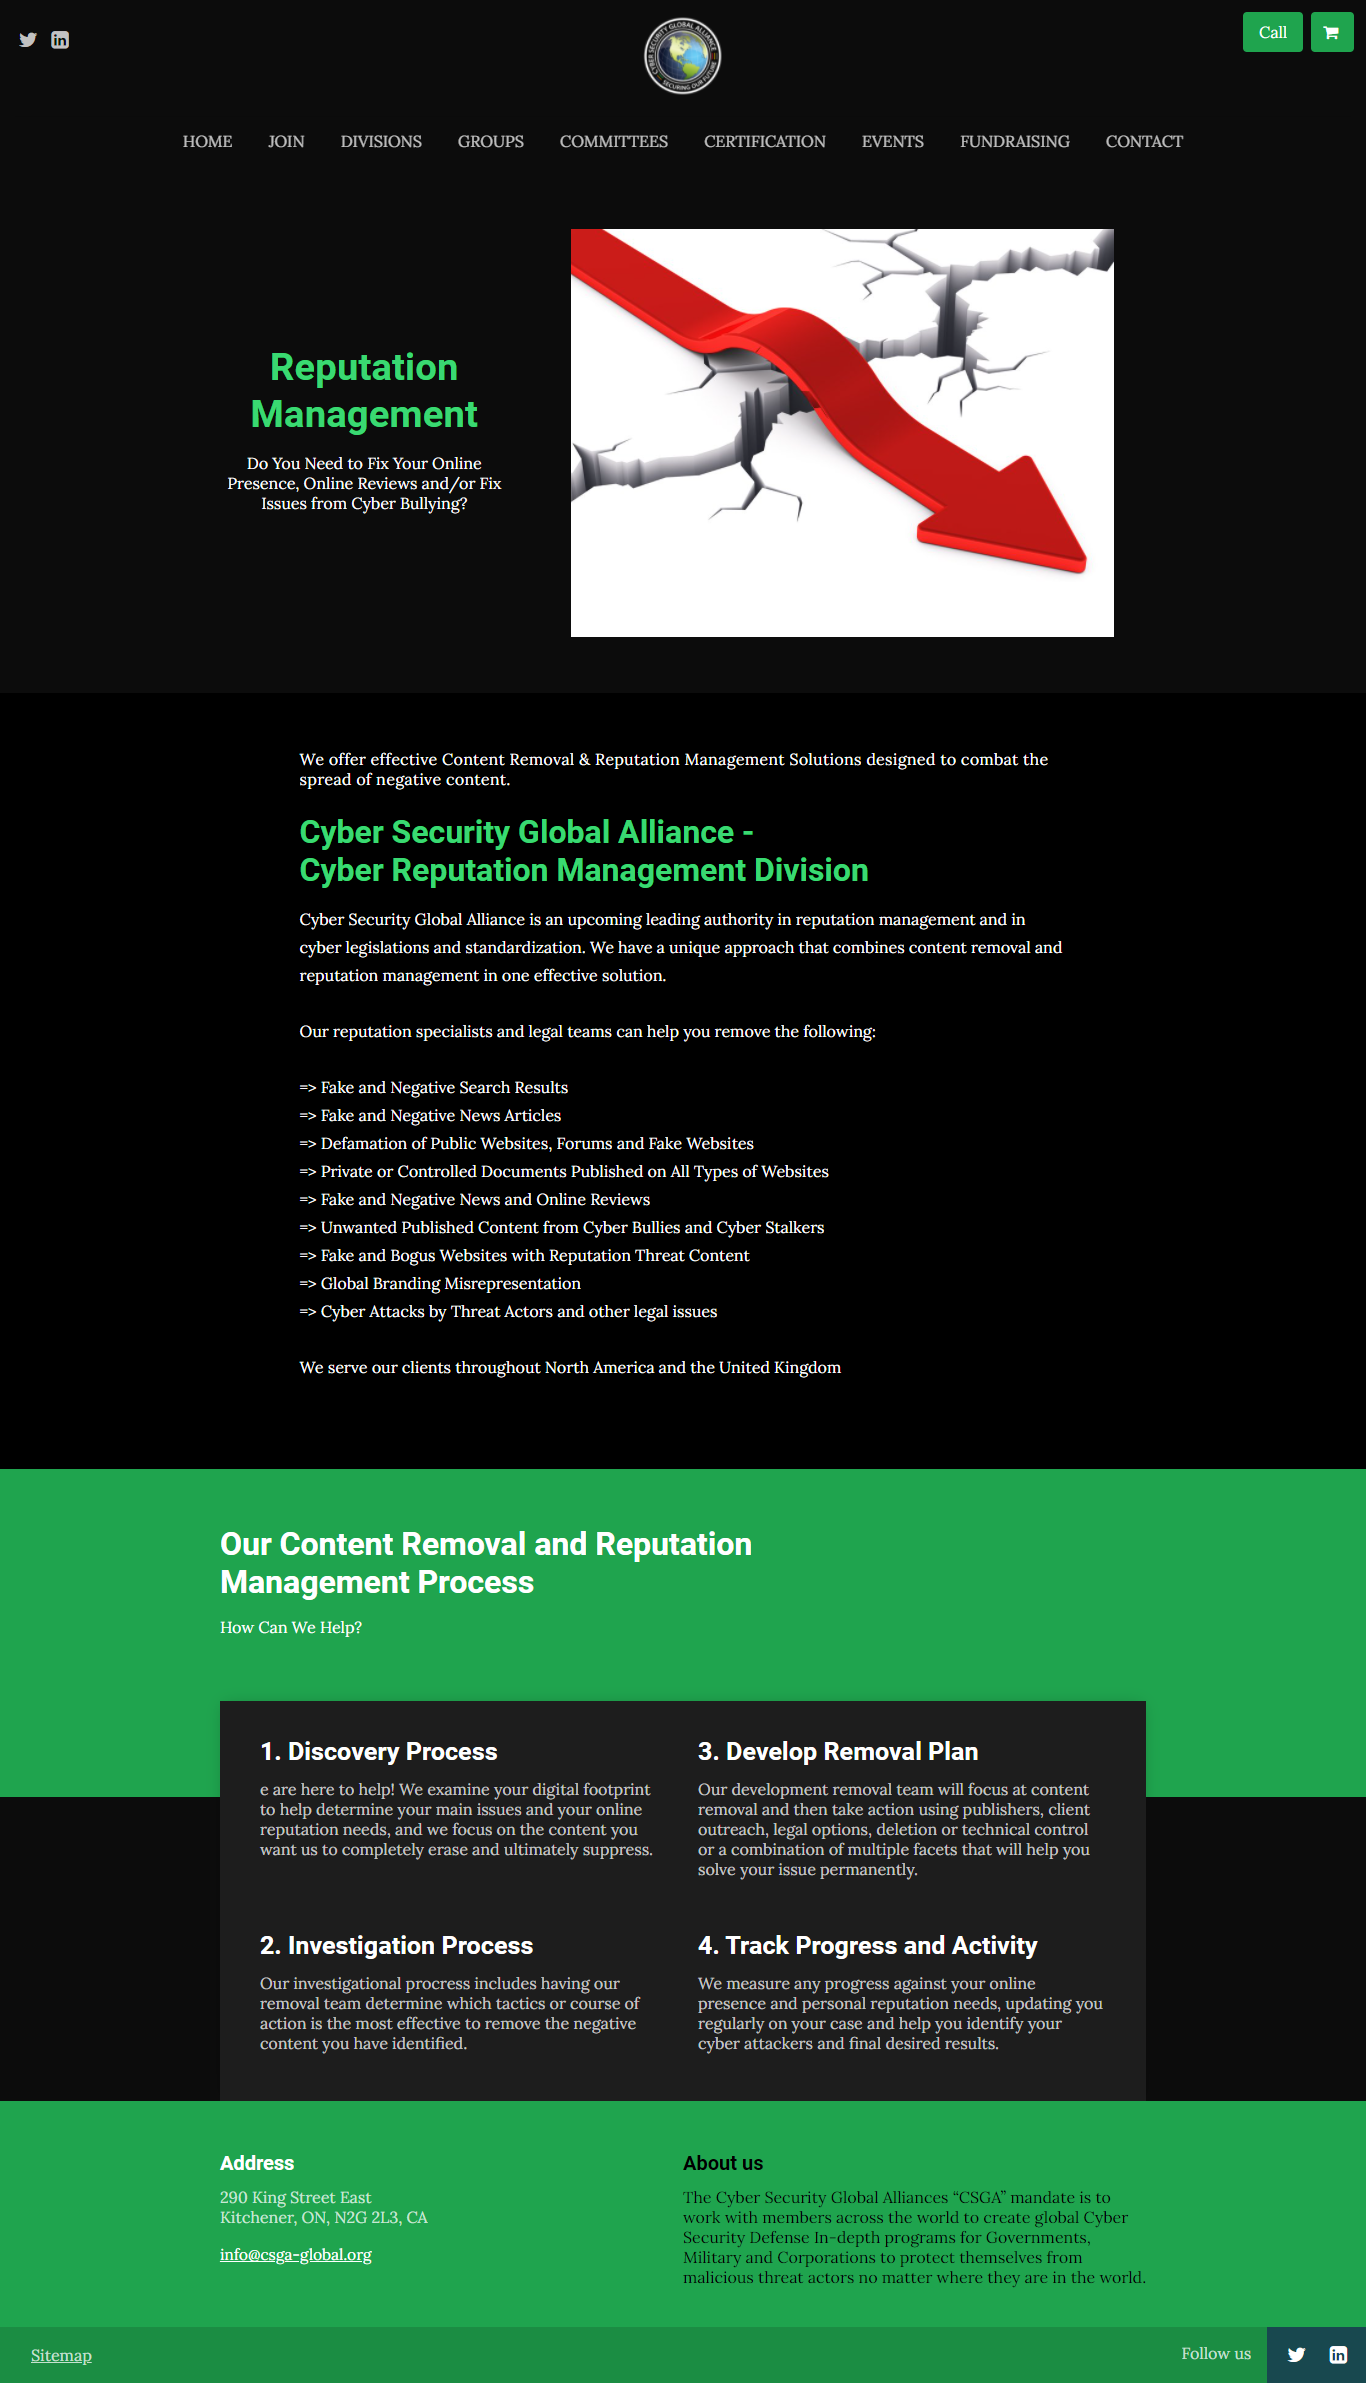 CYBER SECURITY GLOBAL ALLIANCE
SECURING OUR FUTURE
Call
HOME JOIN DIVISIONS GROUPS COMMITTEES CERTIFICATION EVENTS FUNDRAISING CONTACT
Reputation
Management
Do You Need to Fix Your Online
Presence, Online Reviews and/or Fix
Issues from Cyber Bullying?
We offer effective Content Removal & Reputation Management Solutions designed to combat the
spread of negative content.
Cyber Security Global Alliance -
Cyber Reputation Management Division
Cyber Security Global Alliance is an upcoming leading authority in reputation management and in
cyber legislations and standardization. We have a unique approach that combines content removal and
reputation management in one effective solution.
Our reputation specialists and legal teams can help you remove the following:
=> Fake and Negative Search Results
=> Fake and Negative News Articles
=> Defamation of Public Websites, Forums and Fake Websites
=> Private or Controlled Documents Published on All Types of Websites
=> Fake and Negative News and Online Reviews
=> Unwanted Published Content from Cyber Bullies and Cyber Stalkers
=> Fake and Bogus Websites with Reputation Threat Content
=> Global Branding Misrepresentation
=> Cyber Attacks by Threat Actors and other legal issues
We serve our clients throughout North America and the United Kingdom
Our Content Removal and Reputation
Management Process
How Can We Help?
1. Discovery Process
e are here to help! We examine your digital footprint
to help determine your main issues and your online
reputation needs, and we focus on the content you
want us to completely erase and ultimately suppress.
2. Investigation Process
Our investigational procress includes having our
removal team determine which tactics or course of
action is the most effective to remove the negative
content you have identified.
3. Develop Removal Plan
Our development removal team will focus at content
removal and then take action using publishers, client
outreach, legal options, deletion or technical control
or a combination of multiple facets that will help you
solve your issue permanently.
4. Track Progress and Activity
We measure any progress against your online
presence and personal reputation needs, updating you
regularly on your case and help you identify your
cyber attackers and final desired results.
Address
290 King Street East
Kitchener, ON, N2G 2L3, CA
info@csga-global.org
About us
The Cyber Security Global Alliances “CSGA” mandate is to
work with members across the world to create global Cyber
Security Defense In-depth programs for Governments,
Military and Corporations to protect themselves from
malicious threat actors no matter where they are in the world.
Sitemap
Follow us